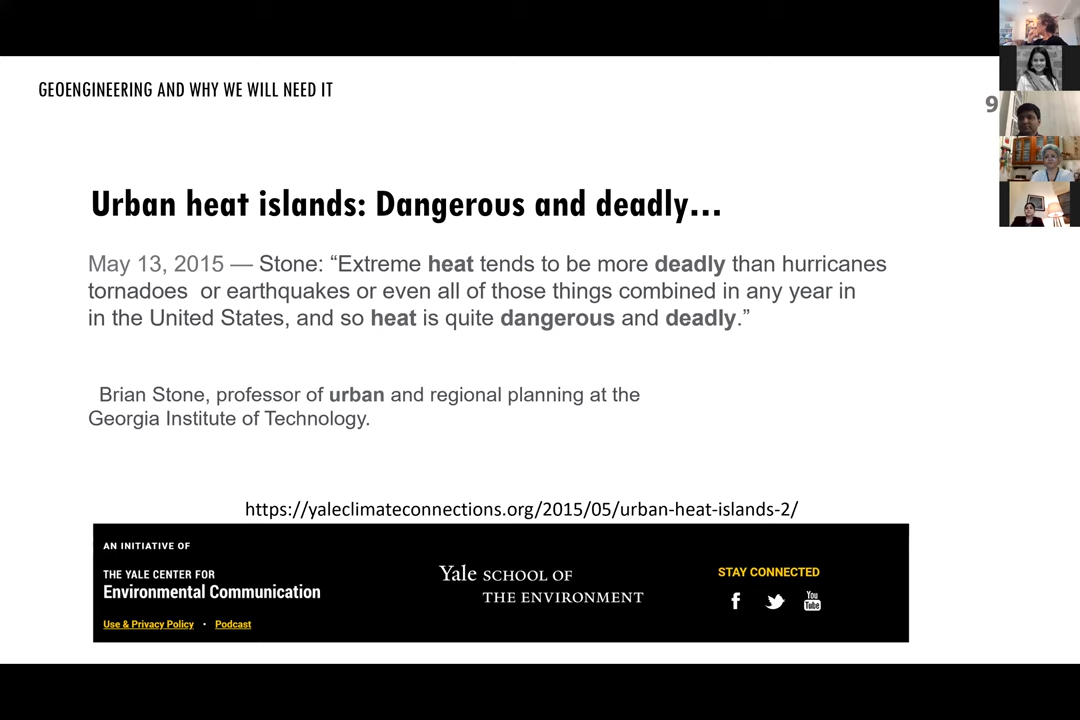 GEOENGINEERING AND WHY WE WILL NEED IT
9
Urban heat islands: Dangerous and deadly...
May 13, 2015 — Stone: “Extreme heat tends to be more deadly than hurricanes
tornadoes or earthquakes or even all of those things combined in any year in
in the United States, and so heat is quite dangerous and deadly.”
Brian Stone, professor of urban and regional planning at the
Georgia Institute of Technology.
https://yaleclimateconnections.org/2015/05/urban-heat-islands-2/
AN INITIATIVE OF
THE YALE CENTER FOR
Environmental Communication
Use & Privacy Policy • Podcast
Yale SCHOOL OF
THE ENVIRONMENT
STAY CONNECTED
f
You
Tube